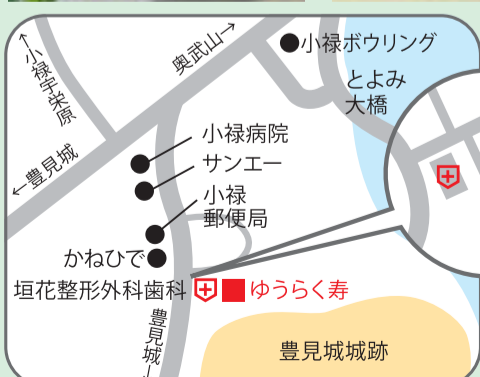 奥武山→
小禄ボウリング
←小禄宇栄原
とよみ
大橋
小禄病院
←豊見城
サンエー
小禄
郵便局
かねひで
垣花整形外科歯科
ゆうらく寿
豊見城→
豊見城城跡